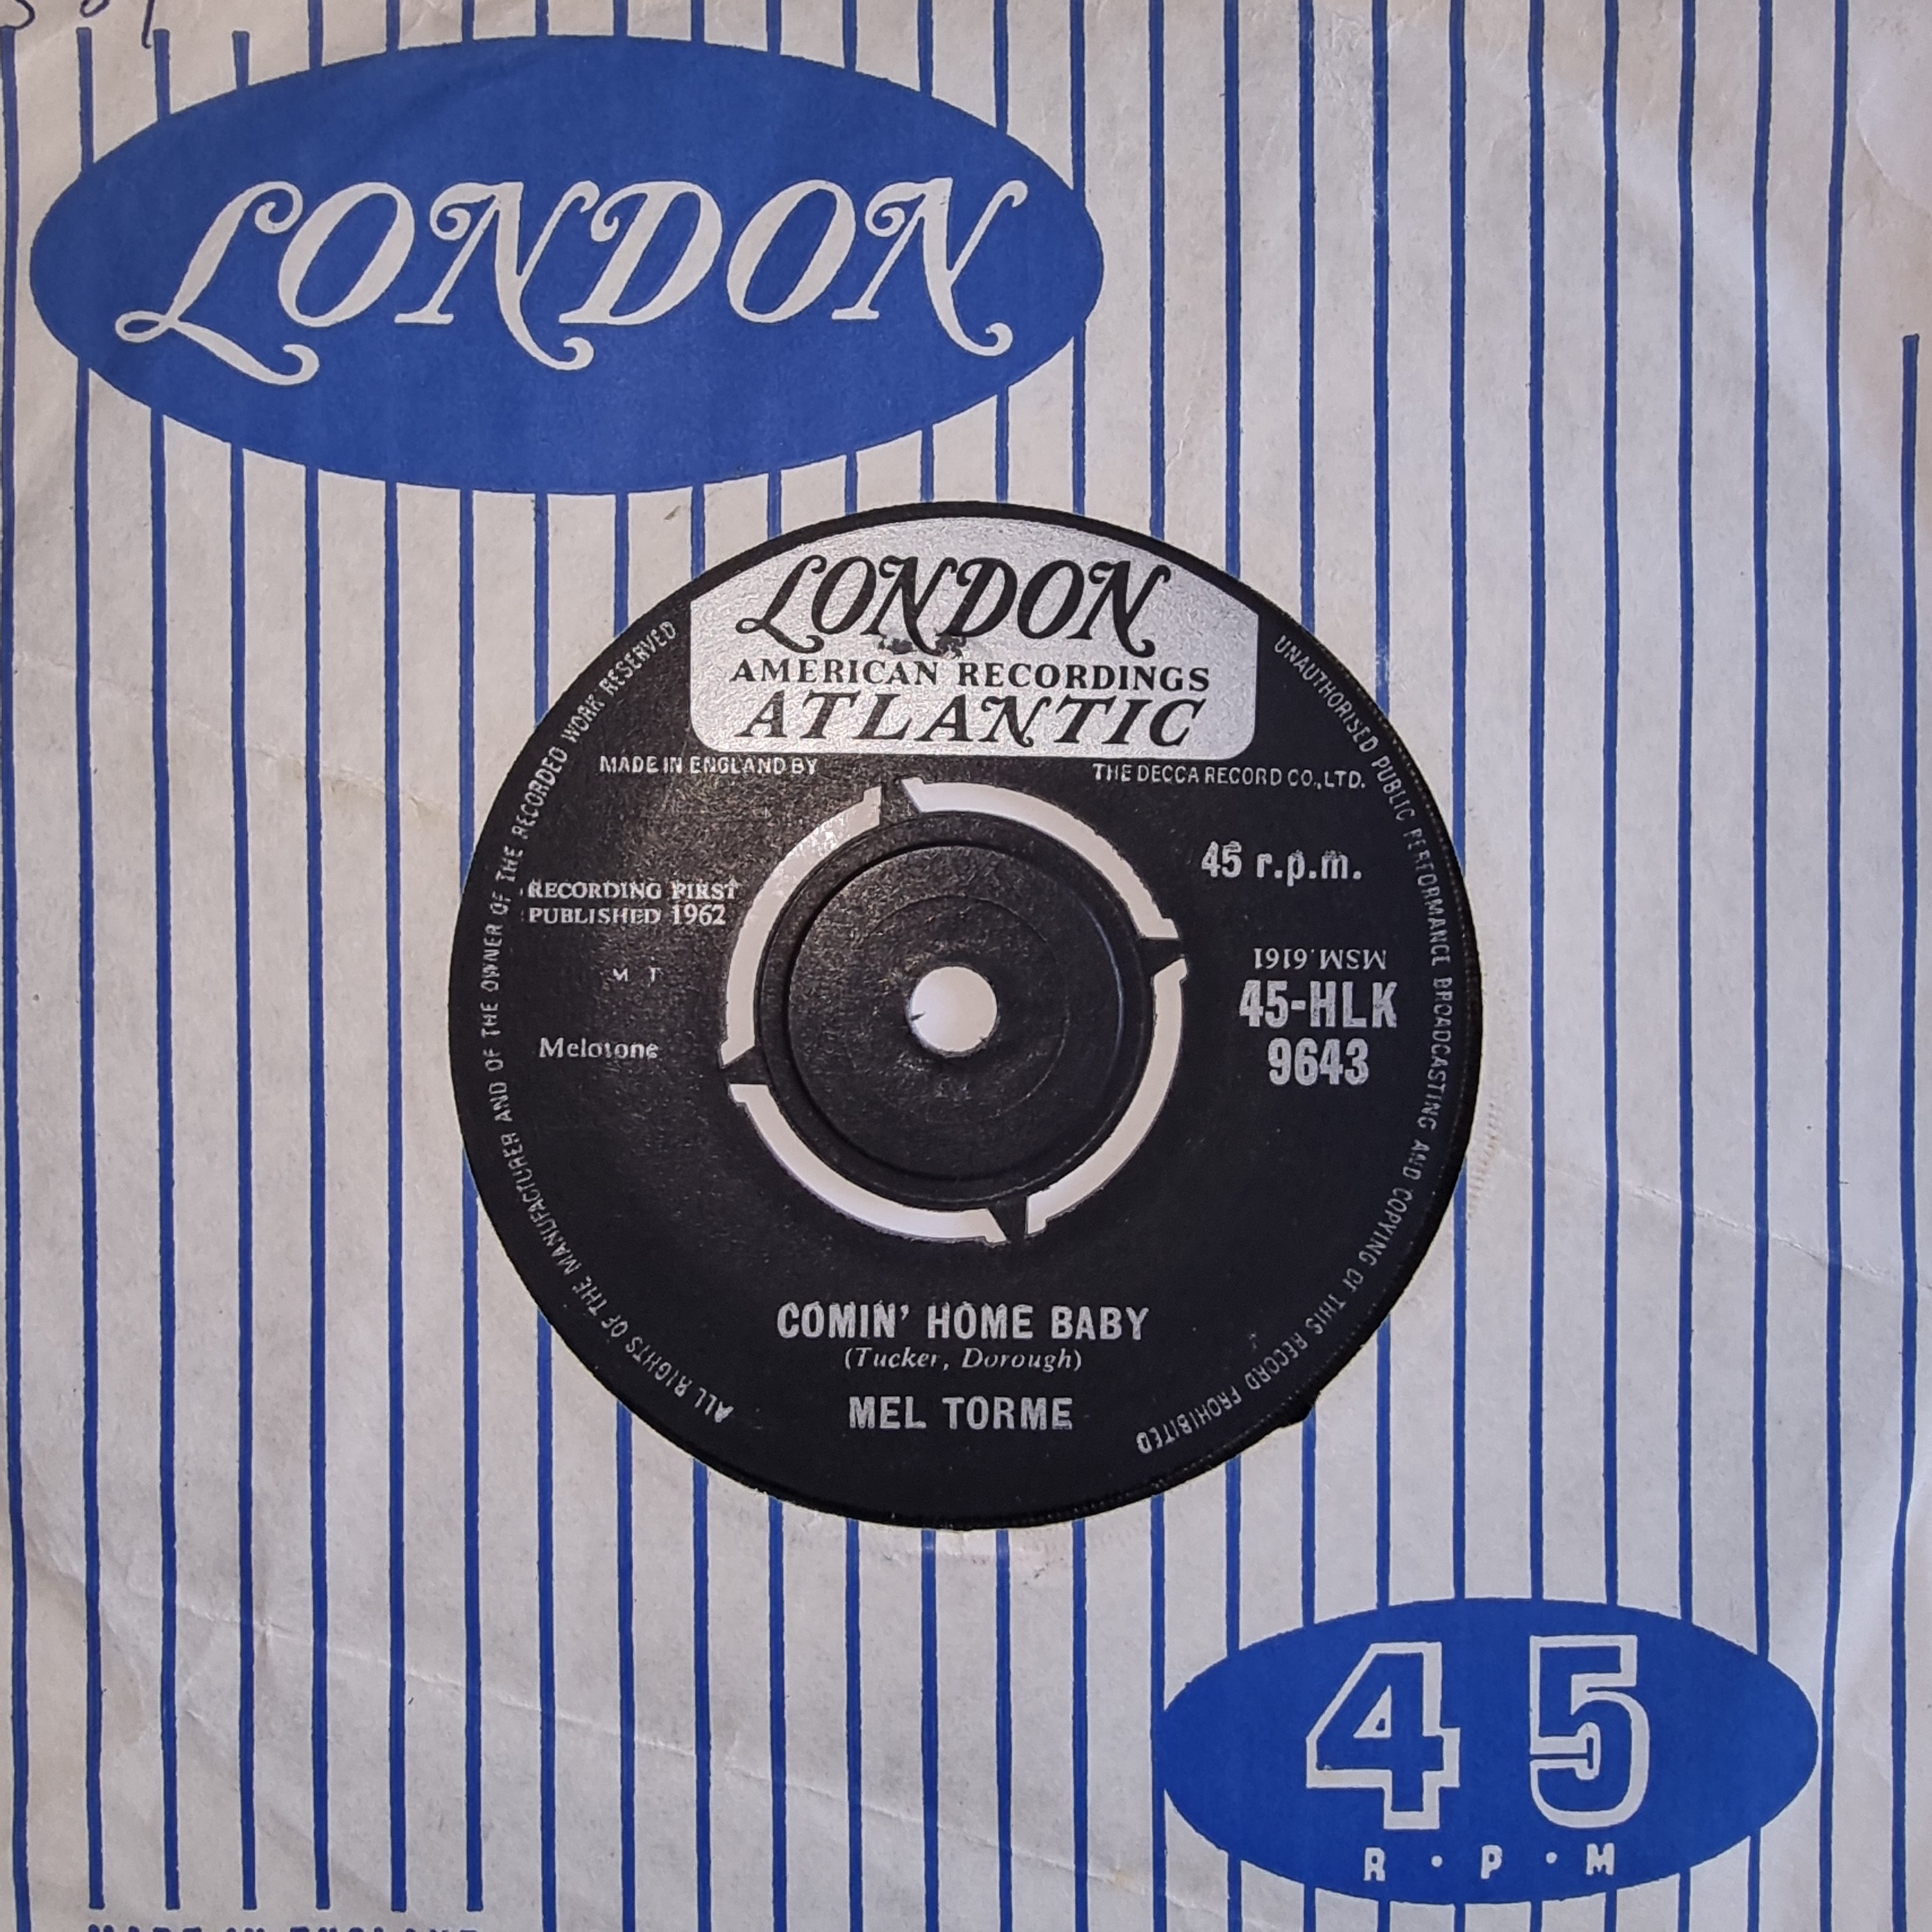 LONDON
LONDON
AMERICAN RECORDINGS
ATLANTIC
MADE IN ENGLAND BY
THE DECCA RECORD CO., LTD.
45 r.p.m.
RECORDING FIRST
PUBLISHED 1962
M T
Melotone
MSM.6161
45-HLK
9643
COMIN' HOME BABY
(Tucker, Dorough)
MEL TORME
ALL RIGHTS OF THE MANUFACTURER AND OF THE OWNER OF THE RECORDED WORK RESERVED
UNAUTHORISED PUBLIC PERFORMANCE BROADCASTING AND COPYING OF THIS RECORD PROHIBITED
45
R·P·M
MADE IN ENGLAND